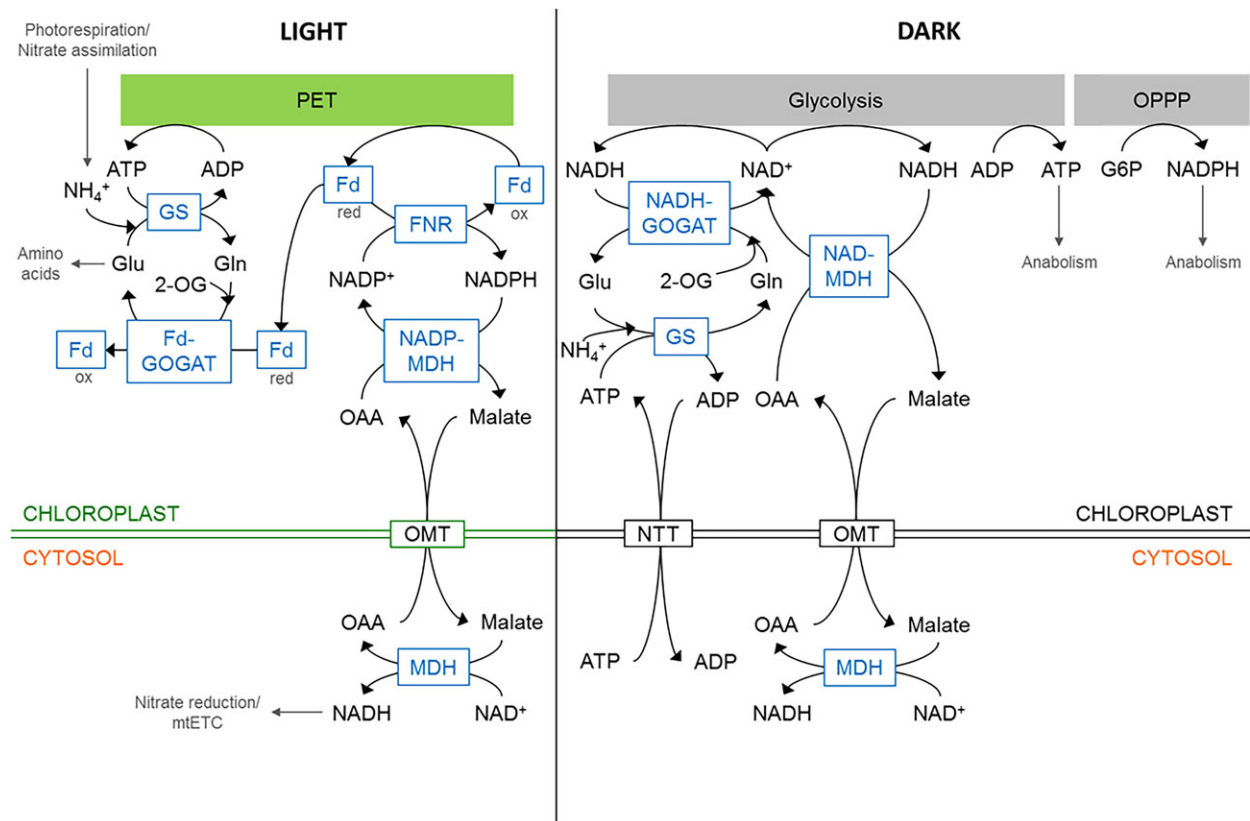 Photorespiration/
Nitrate assimilation
LIGHT
PET
ATP
ADP
NH₄⁺
GS
Amino
acids
Glu
Gln
2-OG
Fd
ox
Fd-
GOGAT
Fd
red
Fd
red
Fd
ox
FNR
NADP⁺
NADPH
NADP-
MDH
OAA
Malate
CHLOROPLAST
OMT
CYTOSOL
OAA
Malate
MDH
NADH
NAD⁺
Nitrate reduction/
mtETC
DARK
Glycolysis
OPPP
NADH
NAD⁺
NADH
ADP
ATP
G6P
NADPH
NADH-
GOGAT
Glu
2-OG
Gln
NAD-
MDH
Anabolism
Anabolism
NH₄⁺
GS
ATP
ADP
OAA
Malate
CHLOROPLAST
NTT
OMT
CYTOSOL
ATP
ADP
OAA
Malate
MDH
NADH
NAD⁺